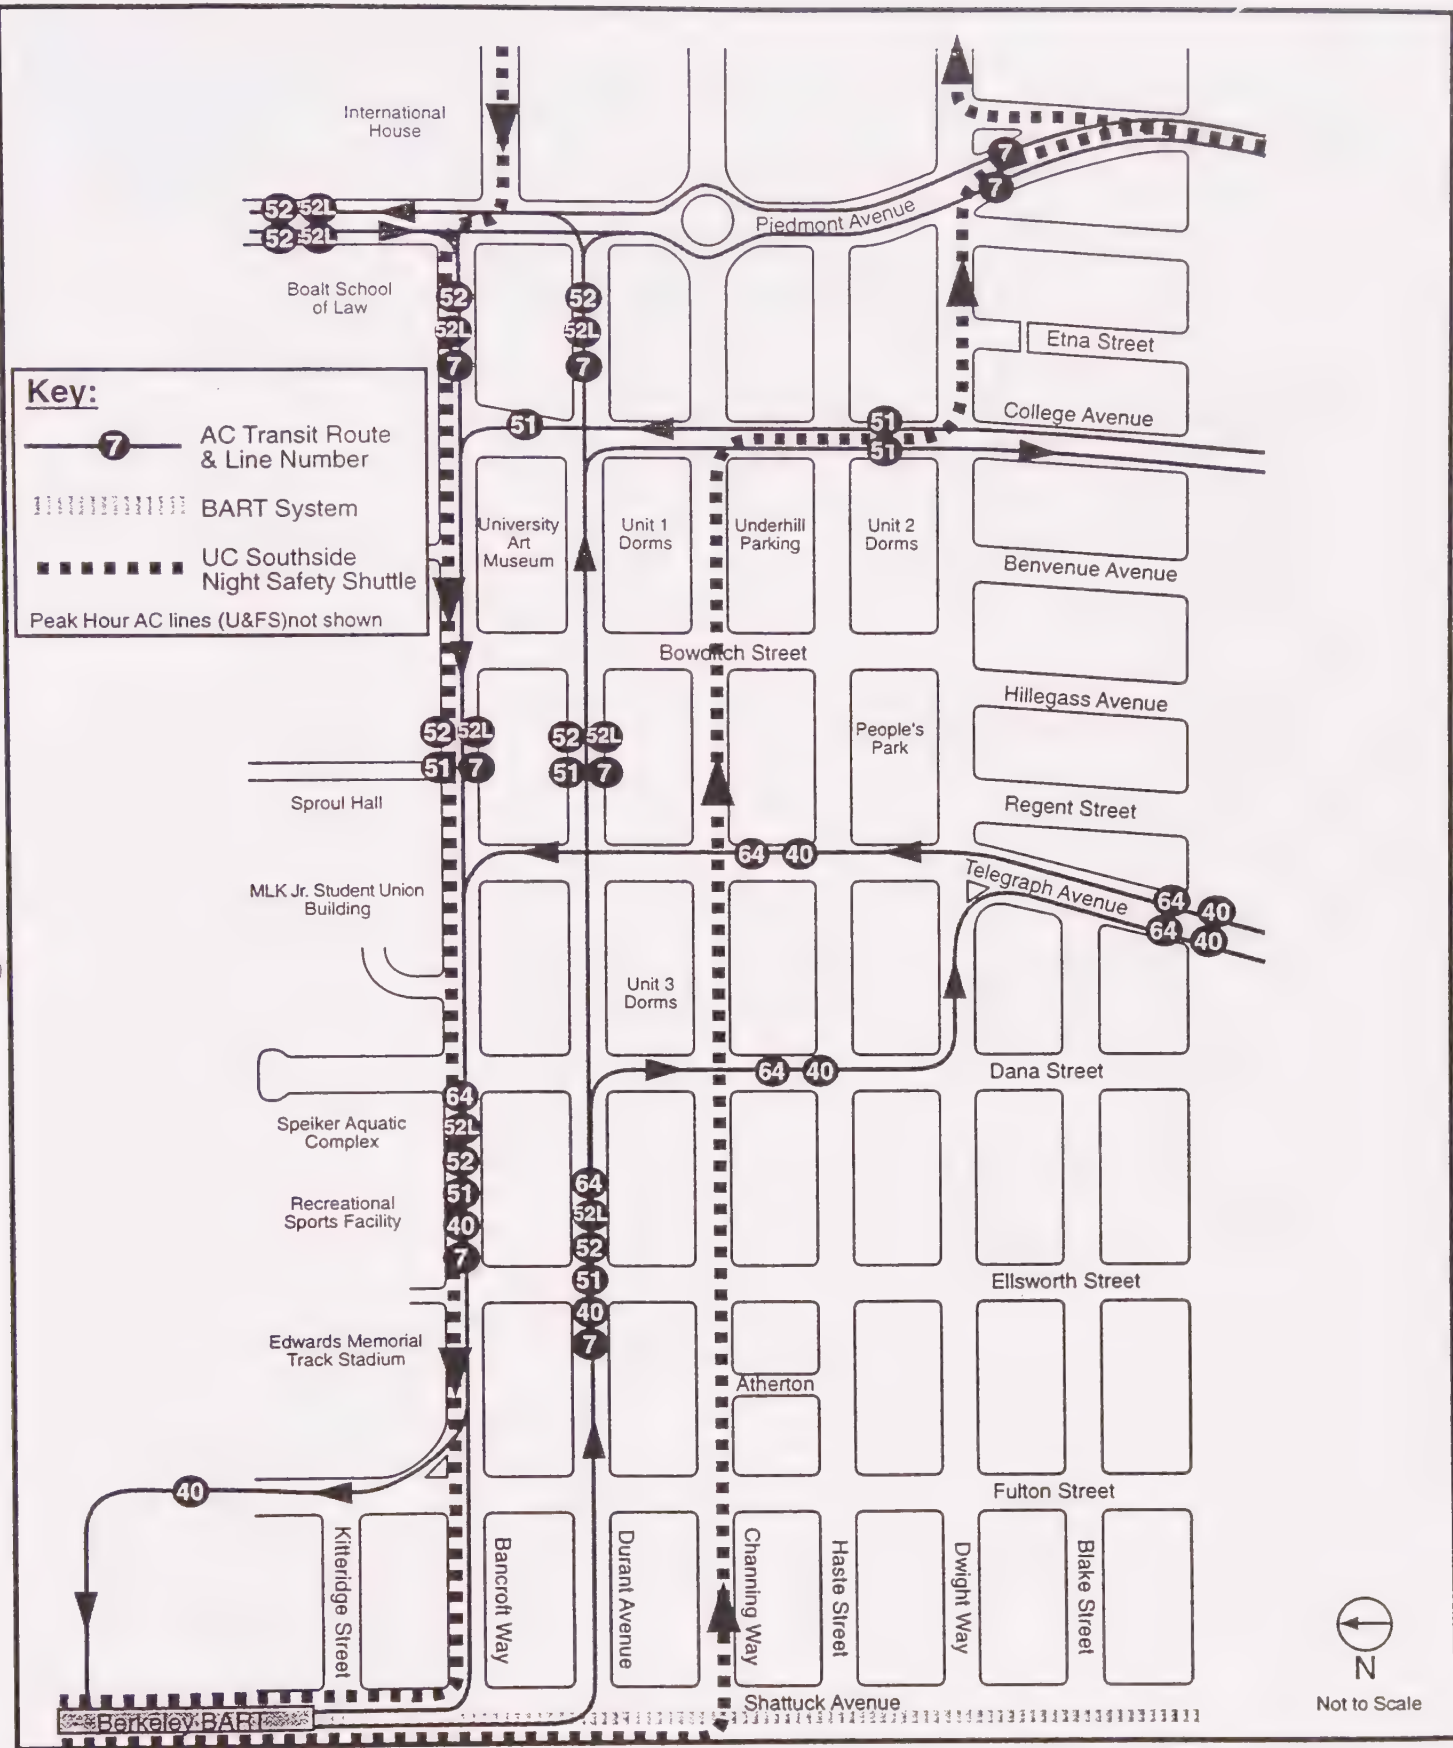 International
House
52 52L
52 52L
7
7
Piedmont Avenue
Boalt School
of Law
52 52
52L 52L
7 7
Etna Street
Key:
7 AC Transit Route
& Line Number
BART System
UC Southside
Night Safety Shuttle
Peak Hour AC lines (U&FS)not shown
College Avenue
51
51
51
University
Art
Museum
Unit 1
Dorms
Underhill
Parking
Unit 2
Dorms
Benvenue Avenue
Bowditch Street
Hillegass Avenue
52 52L 52 52L
51 7 51 7
People's
Park
Sproul Hall
Regent Street
64 40
Telegraph Avenue
64 40
64 40
MLK Jr. Student Union
Building
Unit 3
Dorms
64 40
Dana Street
Speiker Aquatic
Complex
64
52L
52
51
40
7
Recreational
Sports Facility
64
52L
52
51
40
7
Ellsworth Street
Edwards Memorial
Track Stadium
Atherton
40
Fulton Street
Kitteridge Street
Bancroft Way
Durant Avenue
Channing Way
Haste Street
Dwight Way
Blake Street
Shattuck Avenue
Berkeley BART
N
Not to Scale